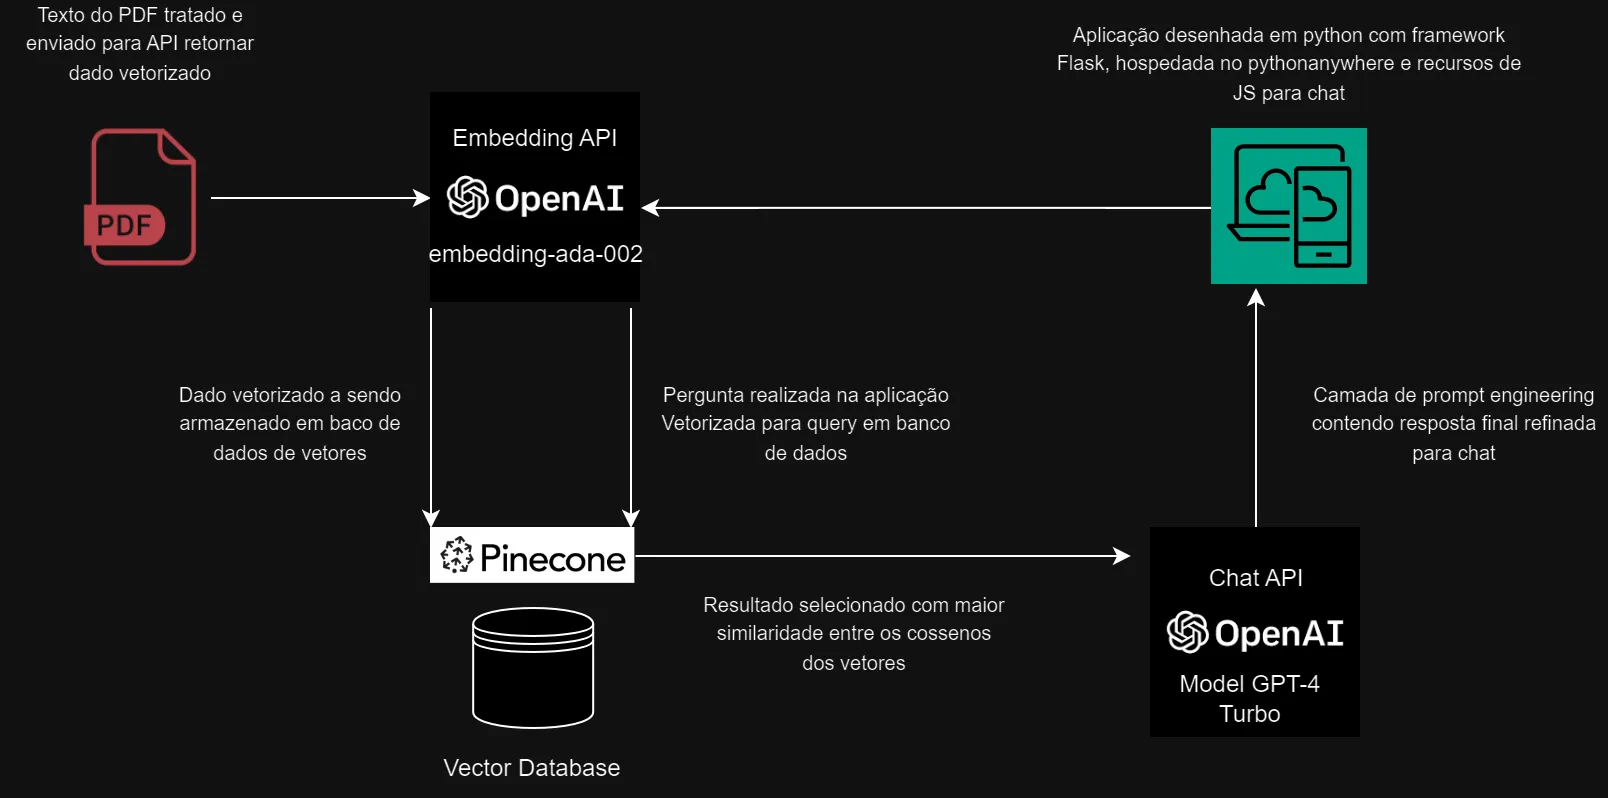 Texto do PDF tratado e
enviado para API retornar
dado vetorizado
Aplicação desenhada em python com framework
Flask, hospedada no pythonanywhere e recursos de
JS para chat
PDF
Embedding API
OpenAI
embedding-ada-002
Dado vetorizado a sendo
armazenado em baco de
dados de vetores
Pergunta realizada na aplicação
Vetorizada para query em banco
de dados
Camada de prompt engineering
contendo resposta final refinada
para chat
Pinecone
Vector Database
Resultado selecionado com maior
similaridade entre os cossenos
dos vetores
Chat API
OpenAI
Model GPT-4
Turbo